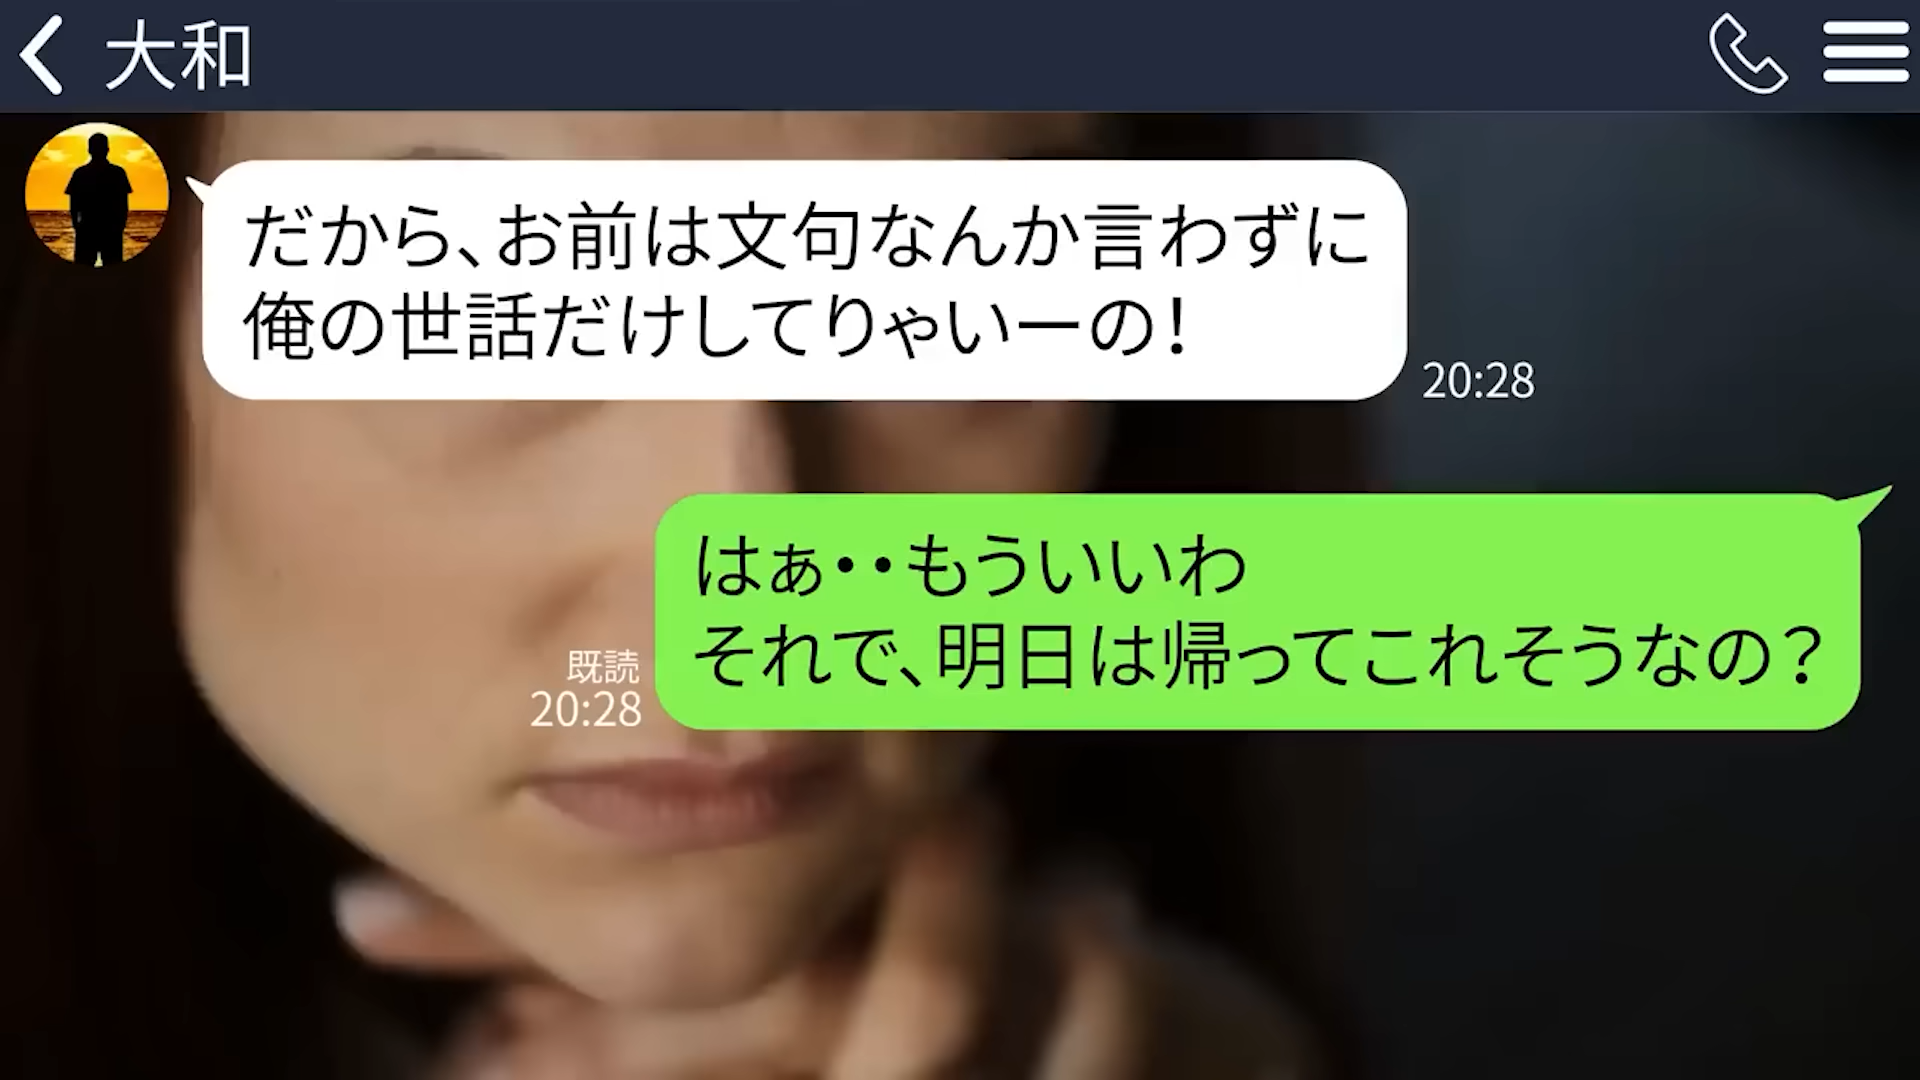 大和
だから、お前は文句なんか言わずに
俺の世話だけしてりゃいーの!
20:28
はぁ・・もういいわ
それで、明日は帰ってこれそうなの?
既読
20:28